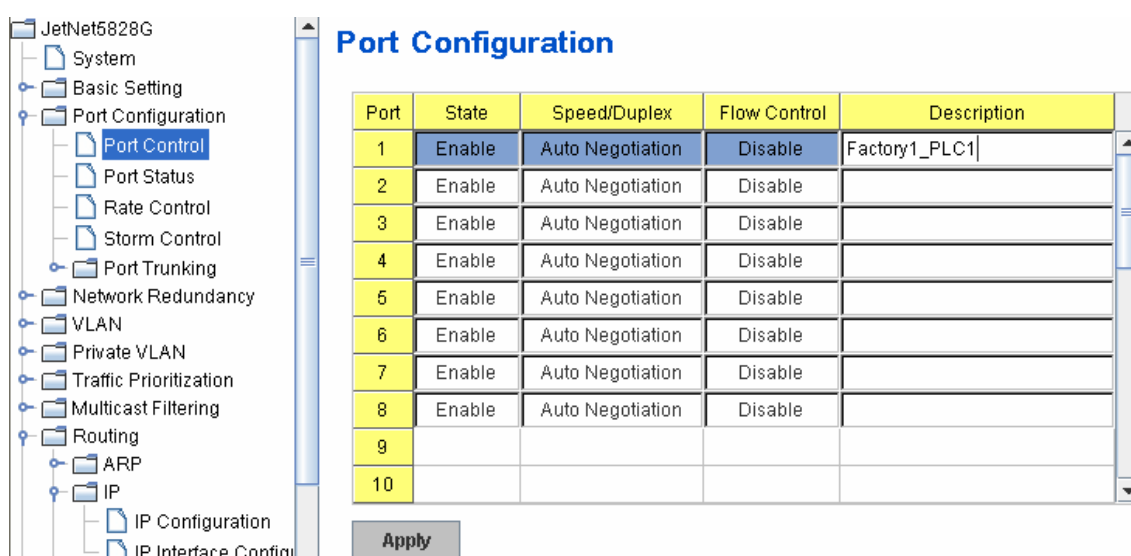 JetNet5828G
System
Basic Setting
Port Configuration
Port Control
Port Status
Rate Control
Storm Control
Port Trunking
Network Redundancy
VLAN
Private VLAN
Traffic Prioritization
Multicast Filtering
Routing
ARP
IP
IP Configuration
IP Interface Configu
Port Configuration
Port State Speed/Duplex Flow Control Description
1 Enable Auto Negotiation Disable Factory1_PLC1
2 Enable Auto Negotiation Disable
3 Enable Auto Negotiation Disable
4 Enable Auto Negotiation Disable
5 Enable Auto Negotiation Disable
6 Enable Auto Negotiation Disable
7 Enable Auto Negotiation Disable
8 Enable Auto Negotiation Disable
9
10
Apply